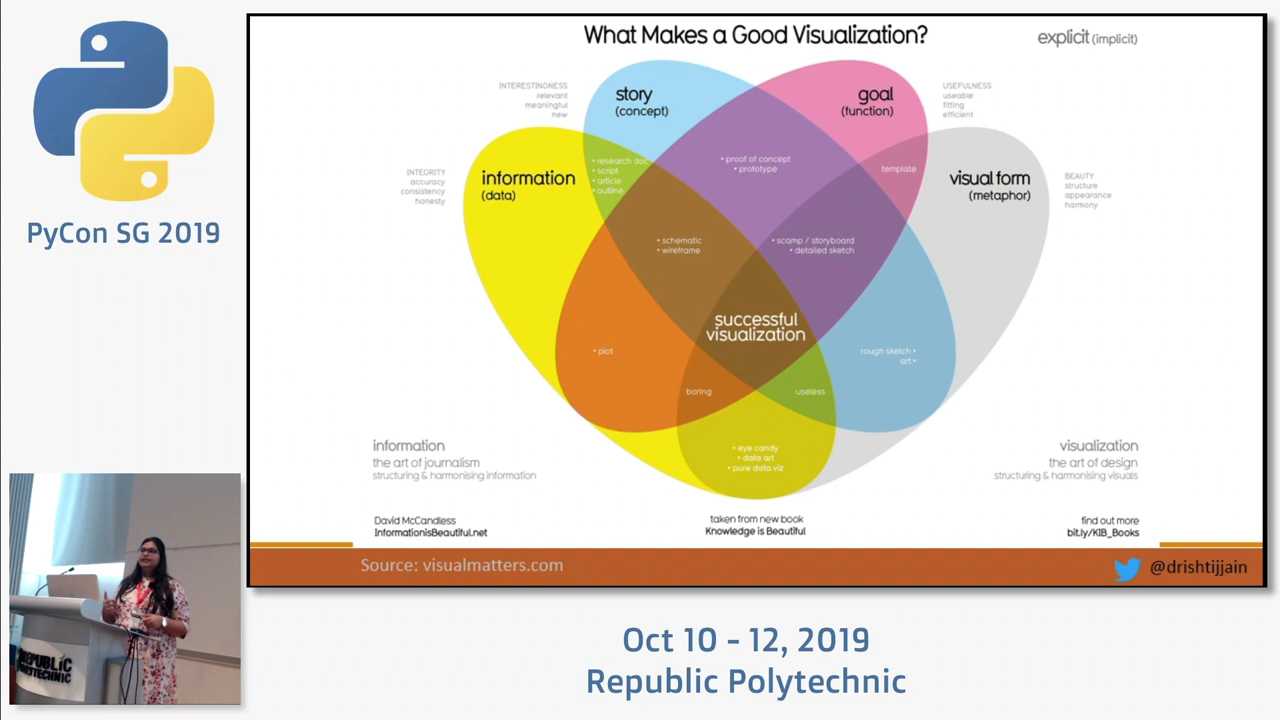 PyCon SG 2019
What Makes a Good Visualization?
explicit (implicit)
INTERESTINGNESS
relevant
meaningful
new
story
(concept)
goal
(function)
USEFULNESS
useable
fitting
efficient
INTEGRITY
accuracy
consistency
honesty
information
(data)
• research doc
• script
• article
• outline
• proof of concept
• prototype
template
visual form
(metaphor)
BEAUTY
structure
appearance
harmony
• schematic
• wireframe
• scamp / storyboard
• detailed sketch
successful
visualization
• plot
rough sketch •
art •
boring
useless
• eye candy
• data art
• pure data viz
information
the art of journalism
structuring & harmonising information
visualization
the art of design
structuring & harmonising visuals
David McCandless
InformationisBeautiful.net
taken from new book
Knowledge is Beautiful
find out more
bit.ly/KIB_Books
Source: visualmatters.com
@drishtijjain
REPUBLIC
POLYTECHNIC
Oct 10 - 12, 2019
Republic Polytechnic